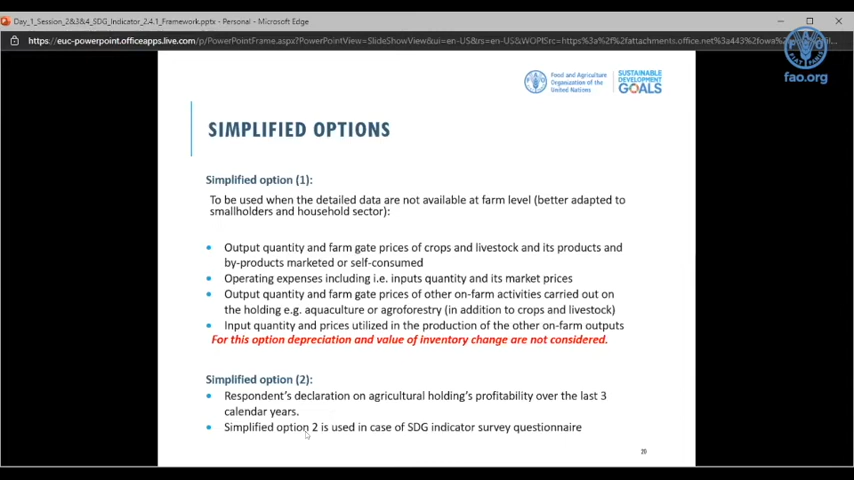 Day_1_Session_2&3&4_SDG_Indicator_2.4.1_Framework.pptx - Personal - Microsoft Edge
https://euc-powerpoint.officeapps.live.com/p/PowerPointFrame.aspx?PowerPointView=SlideShowView&ui=en-US&rs=en-US&WOPISrc=https%3a%2f%2fattachments.office.net%3a443%2fowa%2
fao.org
Food and Agriculture
Organization of the
United Nations
SUSTAINABLE
DEVELOPMENT
GOALS
SIMPLIFIED OPTIONS
Simplified option (1):
To be used when the detailed data are not available at farm level (better adapted to
smallholders and household sector):
• Output quantity and farm gate prices of crops and livestock and its products and
by-products marketed or self-consumed
• Operating expenses including i.e. inputs quantity and its market prices
• Output quantity and farm gate prices of other on-farm activities carried out on
the holding e.g. aquaculture or agroforestry (in addition to crops and livestock)
• Input quantity and prices utilized in the production of the other on-farm outputs
For this option depreciation and value of inventory change are not considered.
Simplified option (2):
• Respondent's declaration on agricultural holding's profitability over the last 3
calendar years.
• Simplified option 2 is used in case of SDG indicator survey questionnaire
20